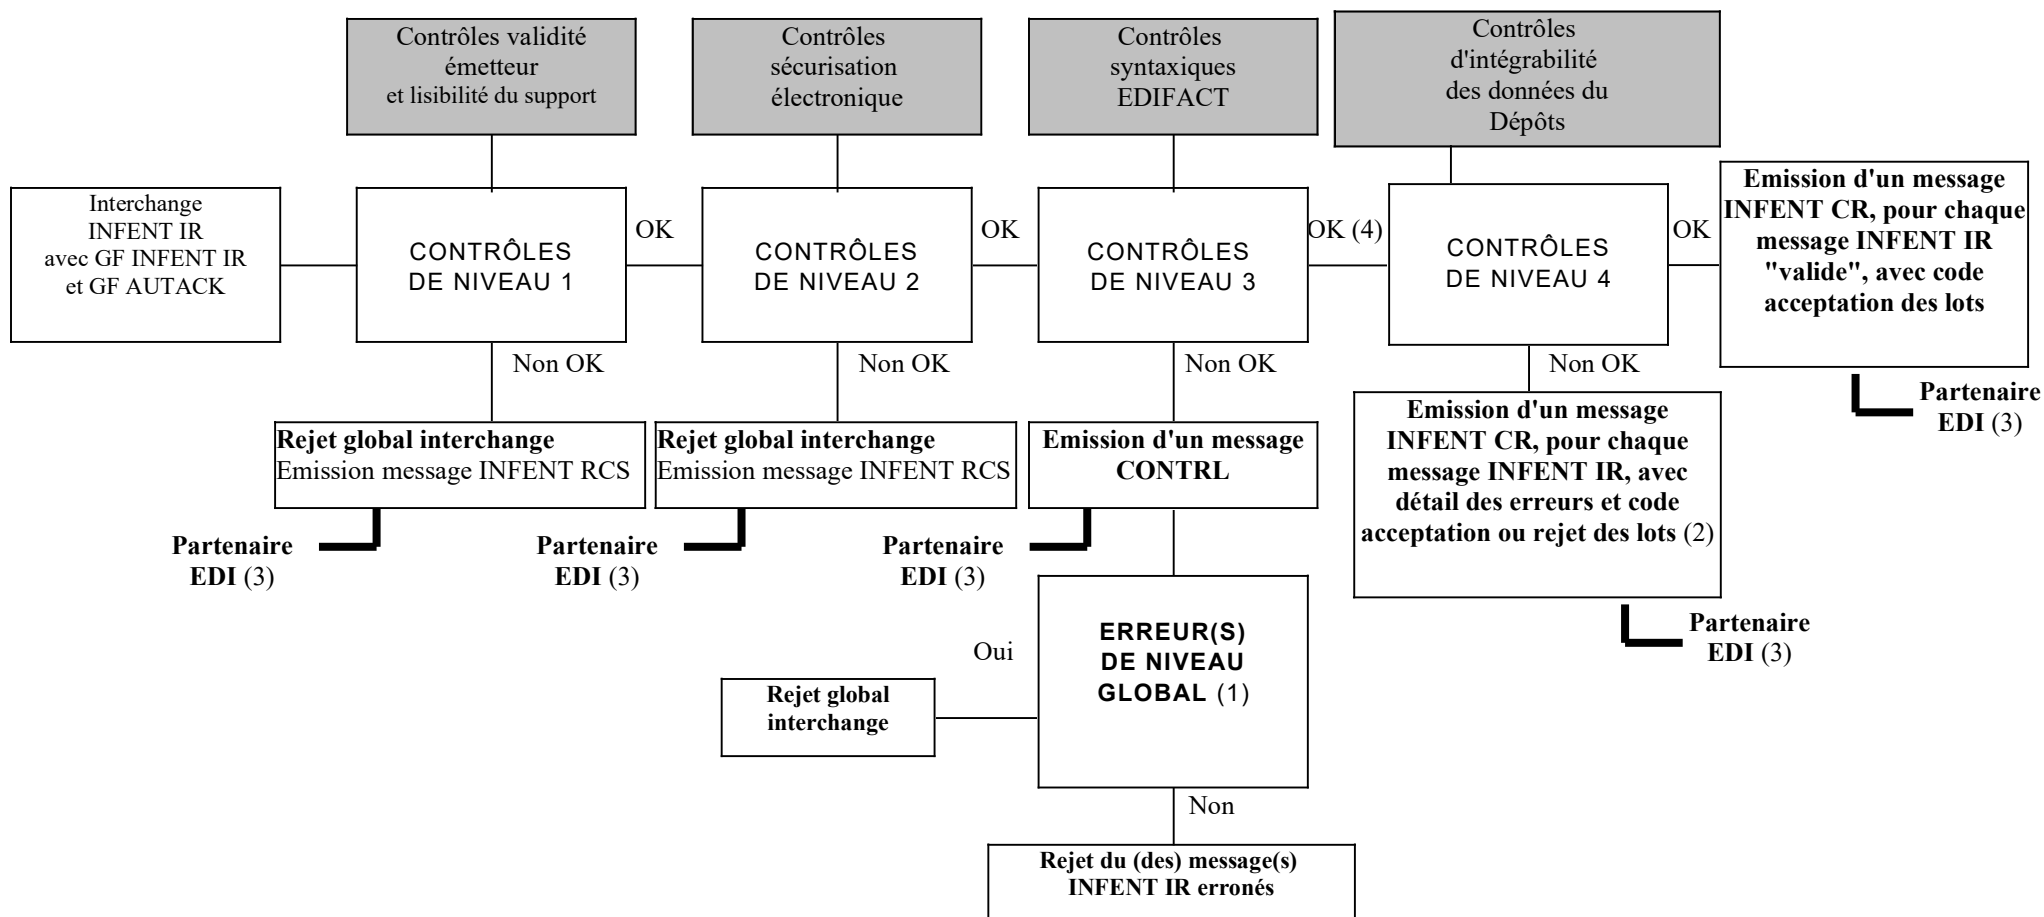 Contrôles validité
émetteur
et lisibilité du support
Contrôles
sécurisation
électronique
Contrôles
syntaxiques
EDIFACT
Contrôles
d'intégrabilité
des données du
Dépôts
Interchange
INFENT IR
avec GF INFENT IR
et GF AUTACK
CONTRÔLES
DE NIVEAU 1
OK
CONTRÔLES
DE NIVEAU 2
OK
CONTRÔLES
DE NIVEAU 3
OK (4)
CONTRÔLES
DE NIVEAU 4
OK
Emission d'un message
INFENT CR, pour chaque
message INFENT IR
"valide", avec code
acceptation des lots
Non OK
Non OK
Non OK
Non OK
Partenaire
EDI (3)
Rejet global interchange
Emission message INFENT RCS
Rejet global interchange
Emission message INFENT RCS
Emission d'un message
CONTRL
Emission d'un message
INFENT CR, pour chaque
message INFENT IR, avec
détail des erreurs et code
acceptation ou rejet des lots (2)
Partenaire
EDI (3)
Partenaire
EDI (3)
Partenaire
EDI (3)
Partenaire
EDI (3)
ERREUR(S)
DE NIVEAU
GLOBAL (1)
Oui
Rejet global
interchange
Non
Rejet du (des) message(s)
INFENT IR erronés